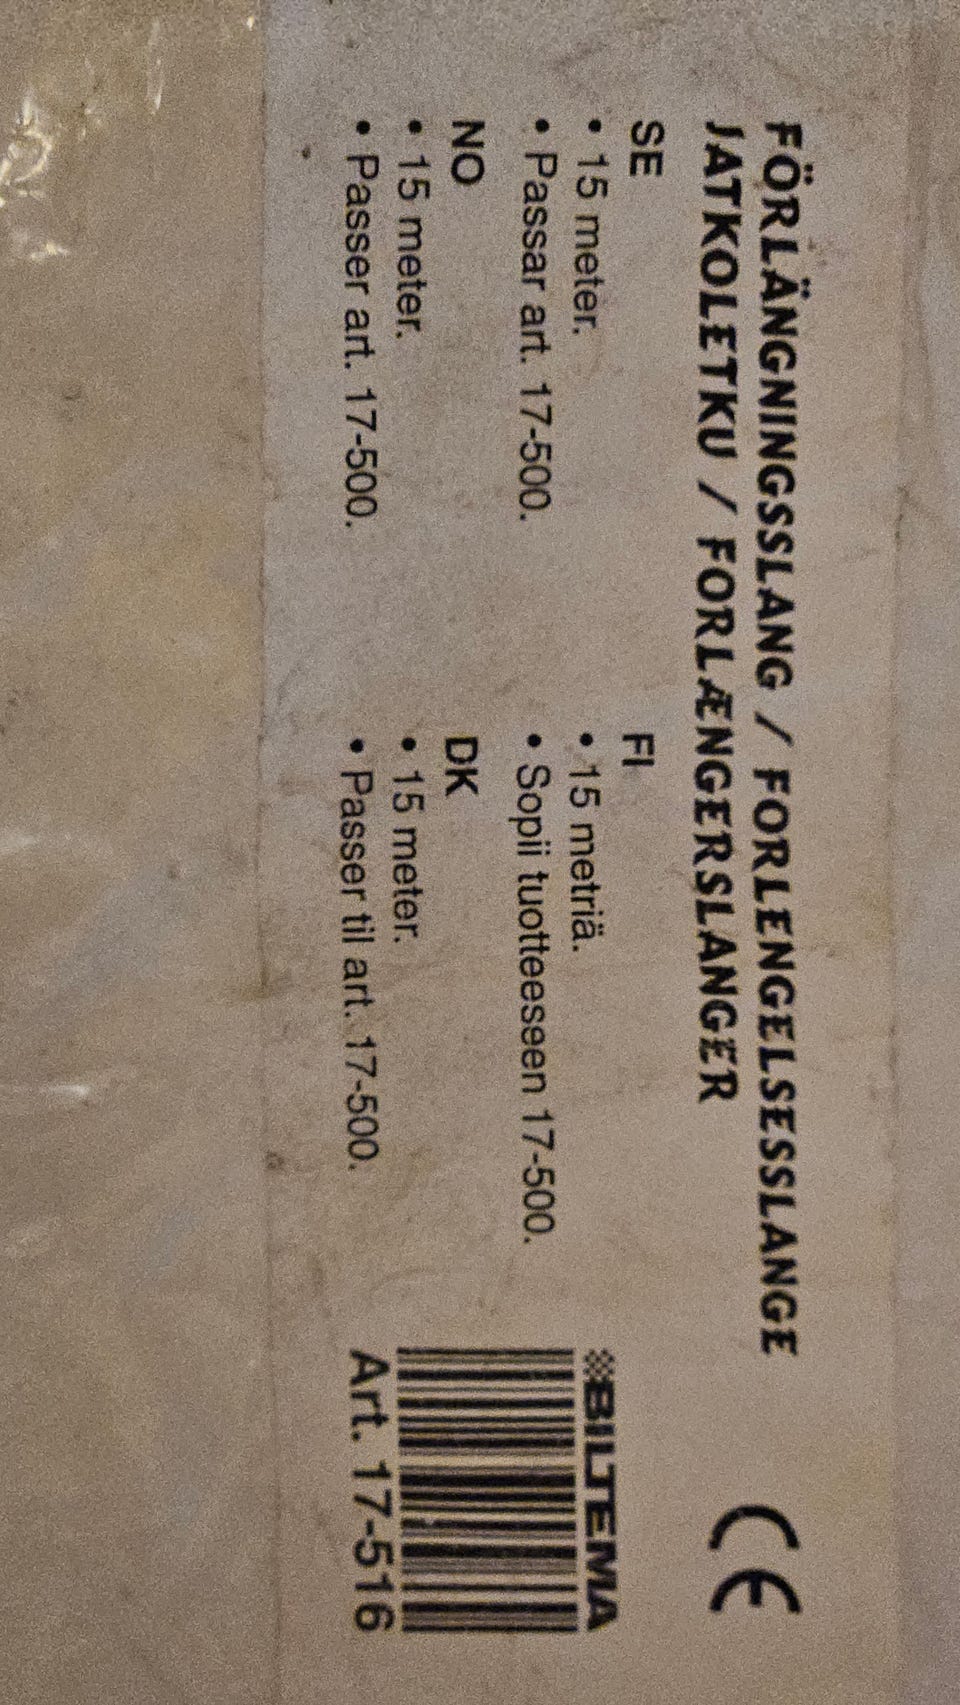 FÖRLÄNGNINGSSLANG / FORLENGELSESSLANGE
JATKOLETKU / FORLÆNGERSLANGER
SE
• 15 meter.
• Passar art. 17-500.
NO
• 15 meter.
• Passer art. 17-500.
FI
• 15 metriä.
• Sopii tuotteeseen 17-500.
DK
• 15 meter.
• Passer til art. 17-500.
CE
BILTEMA
Art. 17-516